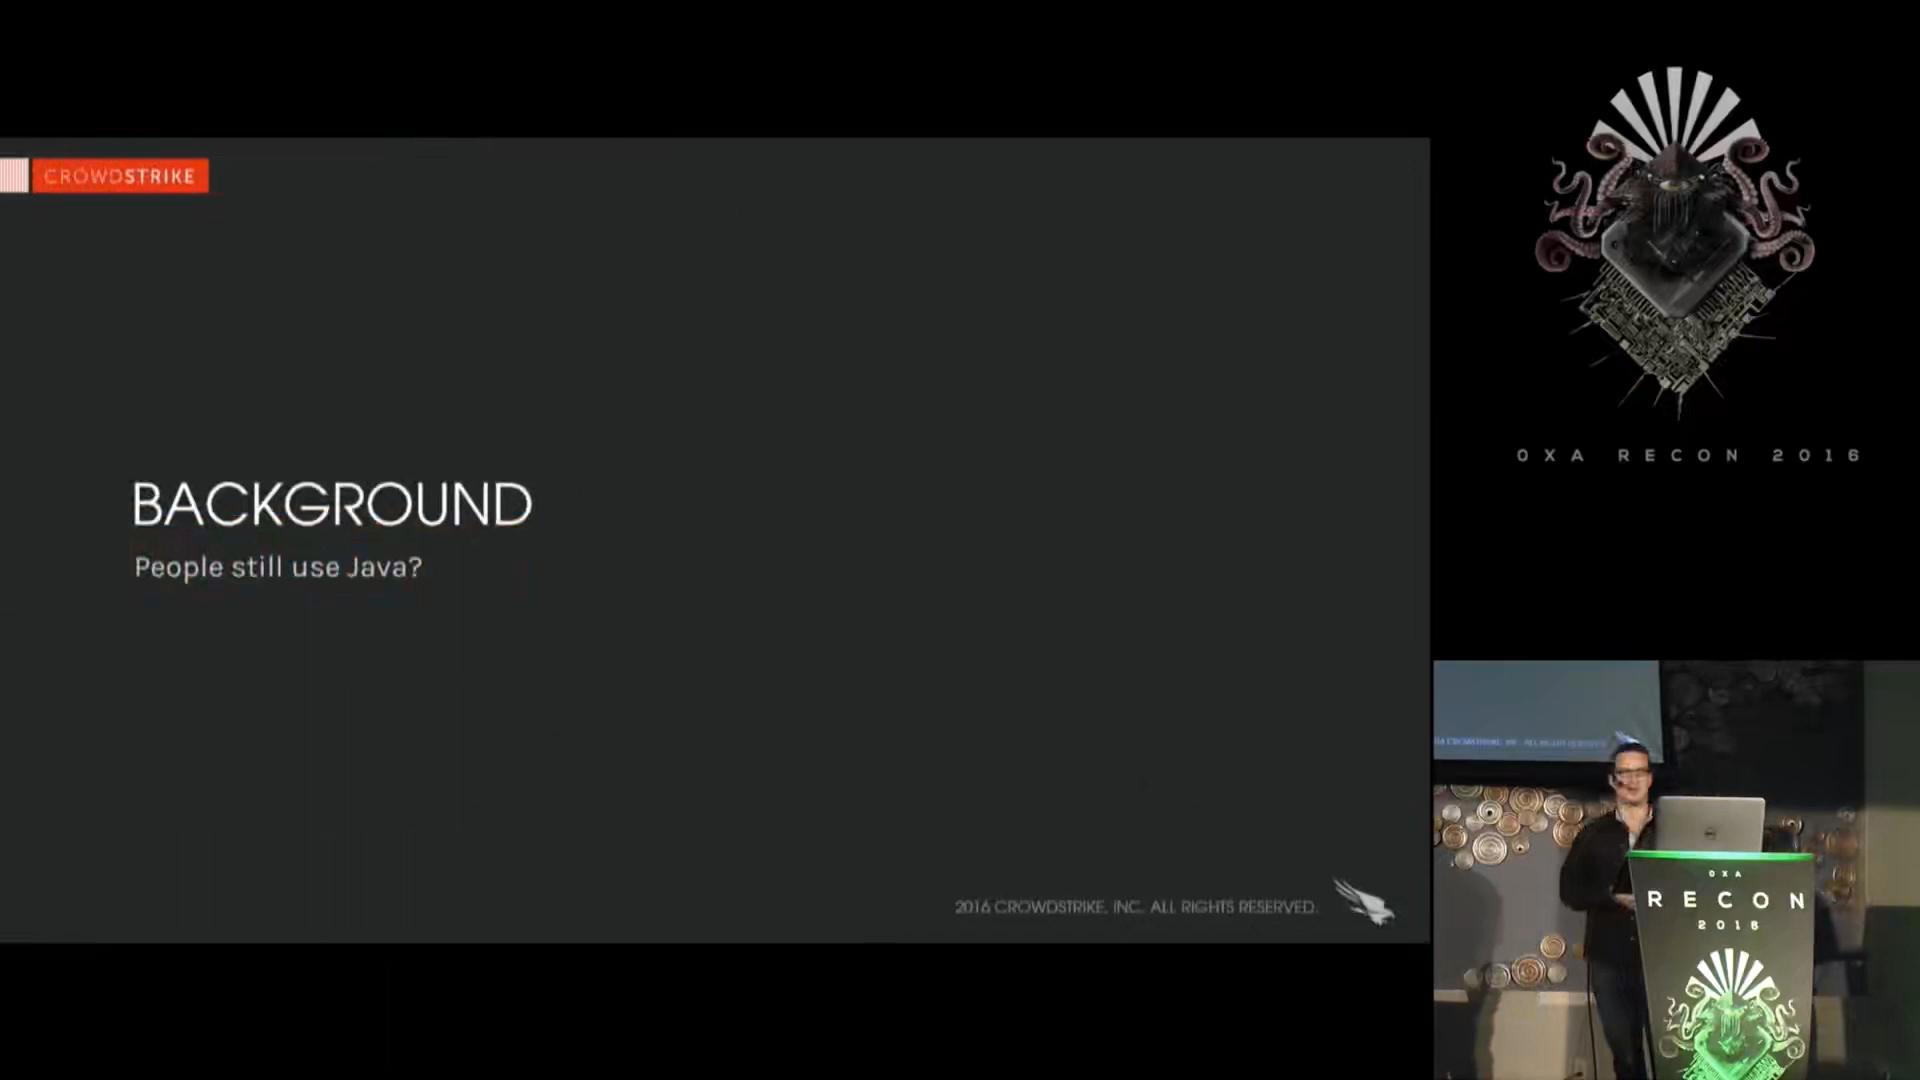 CROWDSTRIKE
BACKGROUND
People still use Java?
2016 CROWDSTRIKE, INC. ALL RIGHTS RESERVED.
0XA RECON 2016
0XA
RECON
2016